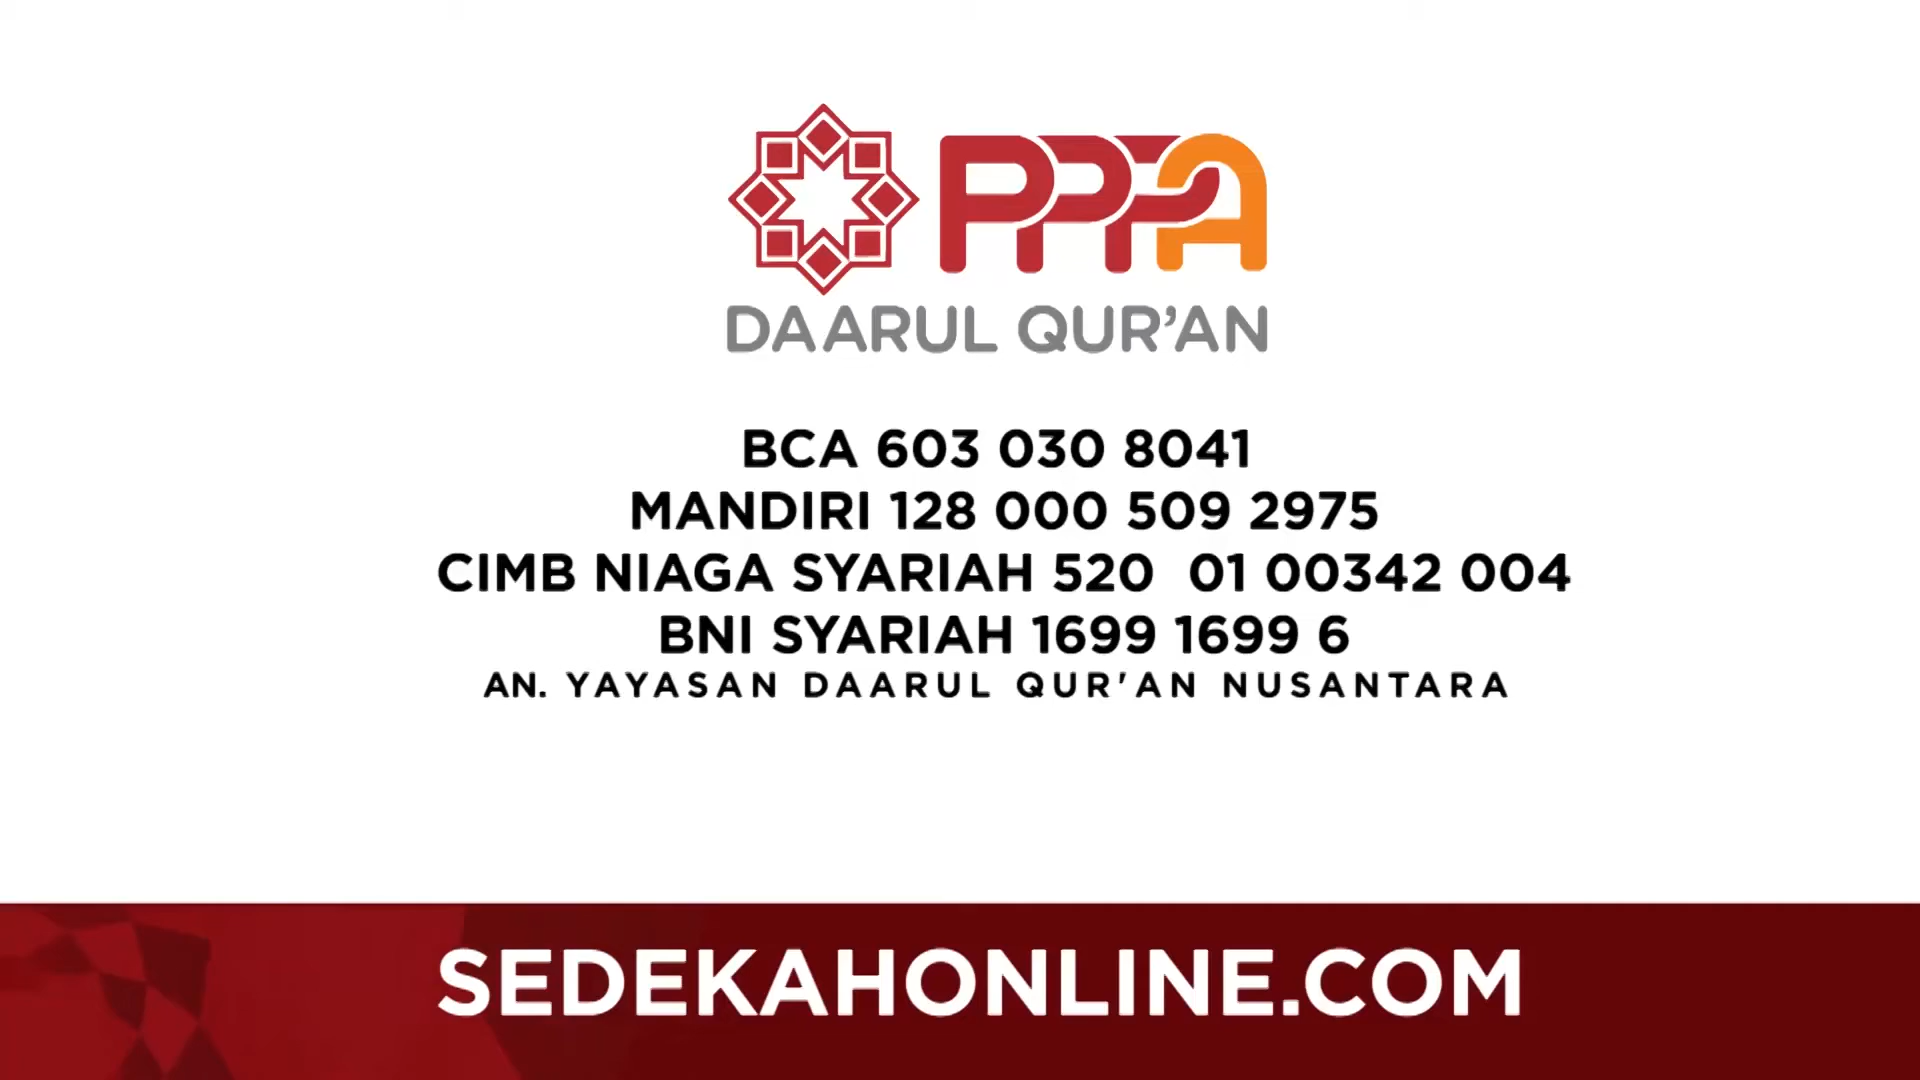 PPPA
DAARUL QUR'AN
BCA 603 030 8041
MANDIRI 128 000 509 2975
CIMB NIAGA SYARIAH 520 01 00342 004
BNI SYARIAH 1699 1699 6
AN. YAYASAN DAARUL QUR'AN NUSANTARA
SEDEKAHONLINE.COM